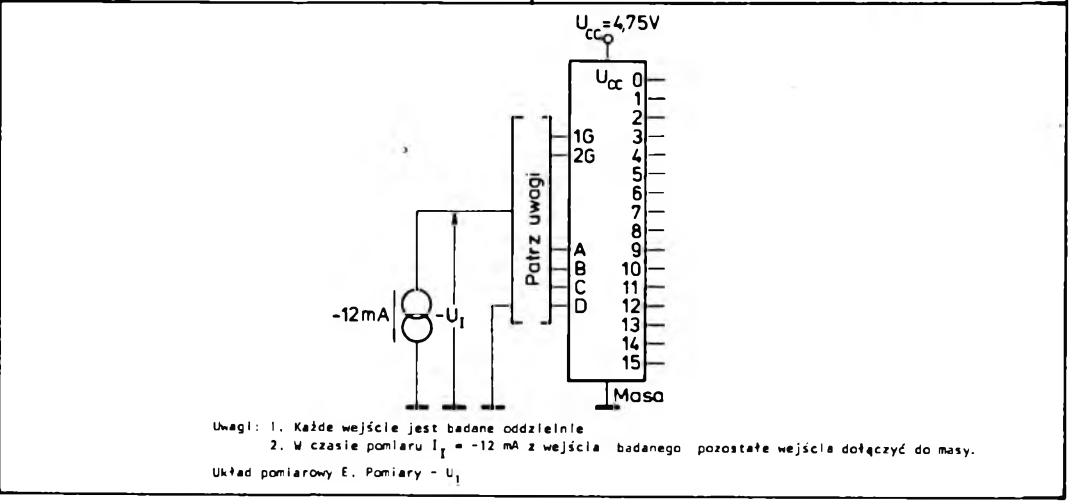 U_CC=4,75V
U_CC 0
1
2
1G 3
2G 4
5
6
7
8
A 9
B 10
C 11
D 12
13
14
15
Patrz uwagi
-12mA
-U_I
Masa
Uwagi: 1. Każde wejście jest badane oddzielnie
2. W czasie pomiaru I_I = -12 mA z wejścia badanego pozostałe wejścia dołączyć do masy.
Układ pomiarowy E. Pomiary - U_I